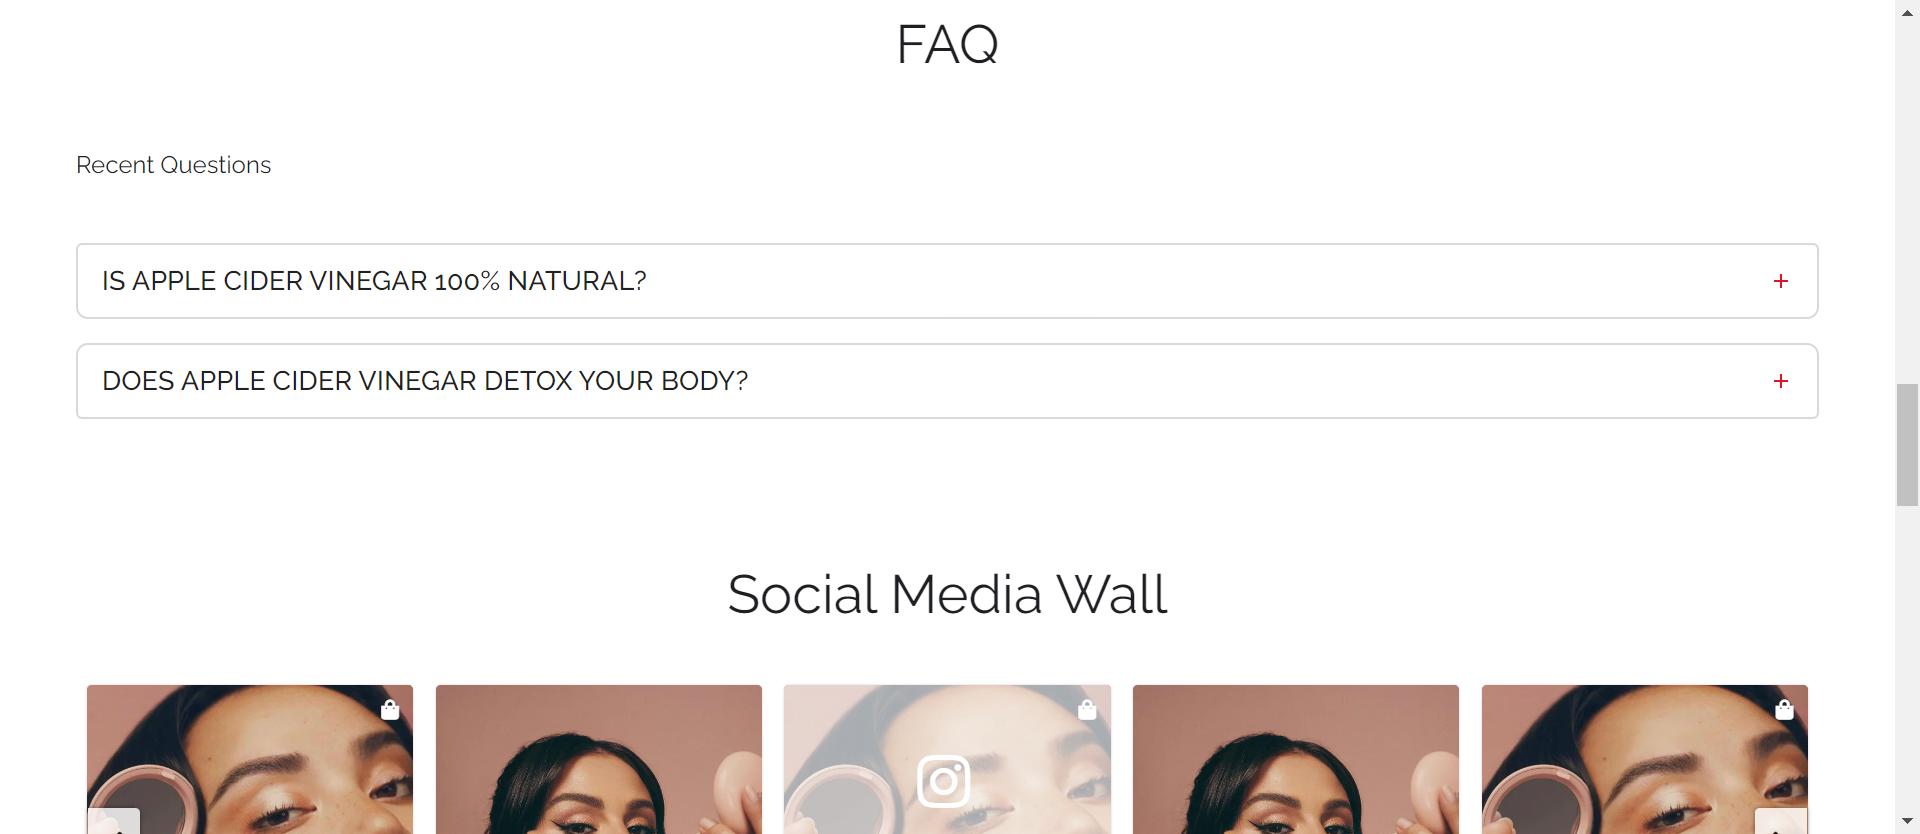 FAQ
Recent Questions
IS APPLE CIDER VINEGAR 100% NATURAL?
DOES APPLE CIDER VINEGAR DETOX YOUR BODY?
Social Media Wall